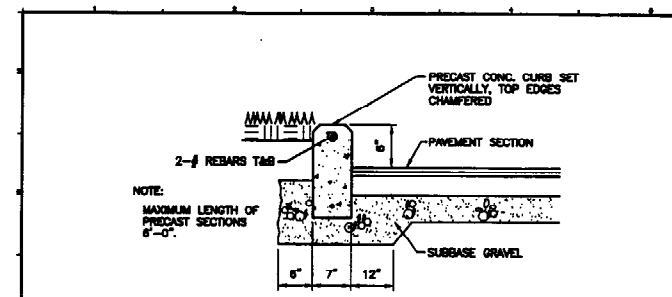 PRECAST CONC. CURB SET
VERTICALLY, TOP EDGES
CHAMFERED
6"
PAVEMENT SECTION
REBARS T&B
NOTE:
MAXIMUM LENGTH OF
PRECAST SECTIONS
6'-0".
SUBBASE GRAVEL
6" 7" 12"